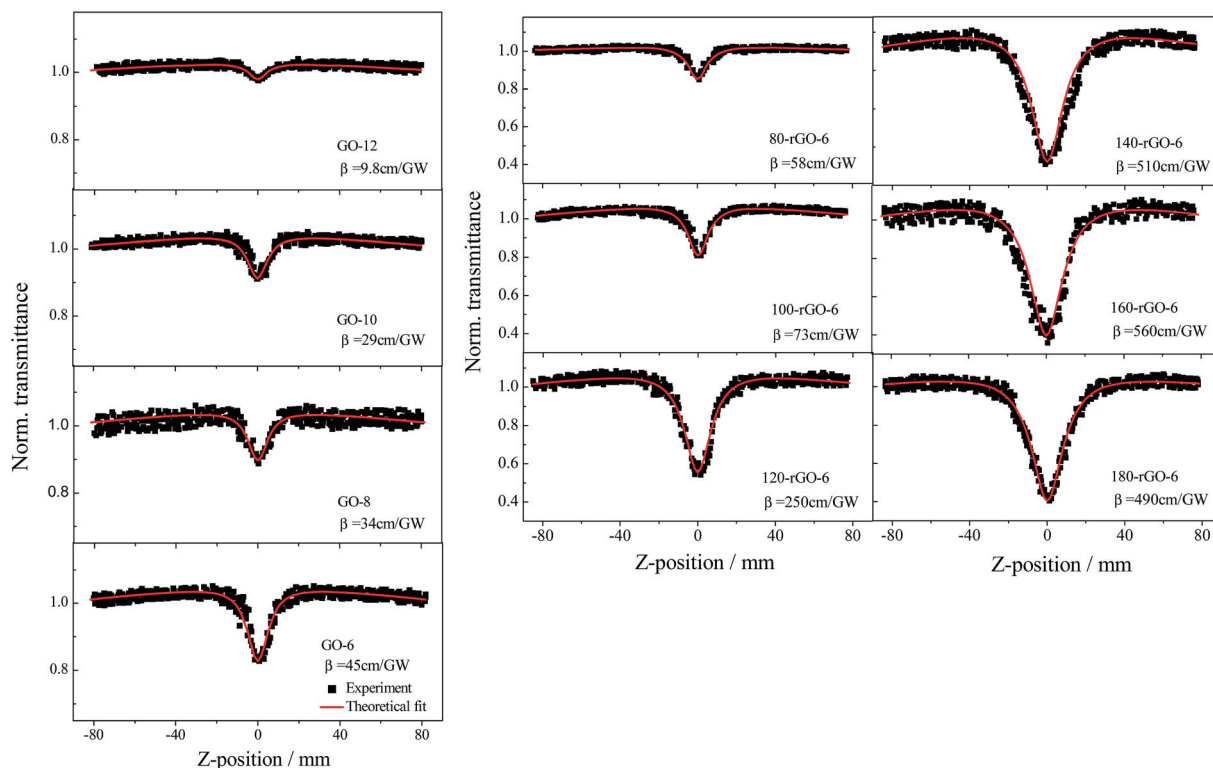 Norm. transmittance
1.0
0.8
GO-12
β =9.8cm/GW
1.0
0.8
GO-10
β =29cm/GW
1.0
0.8
GO-8
β =34cm/GW
1.0
0.8
GO-6
β =45cm/GW
Experiment
Theoretical fit
-80 -40 0 40 80
Z-position / mm
Norm. transmittance
1.0
0.8
0.6
0.4
80-rGO-6
β =58cm/GW
1.0
0.8
0.6
0.4
100-rGO-6
β =73cm/GW
1.0
0.8
0.6
0.4
120-rGO-6
β =250cm/GW
-80 -40 0 40 80
Z-position / mm
140-rGO-6
β =510cm/GW
160-rGO-6
β =560cm/GW
180-rGO-6
β =490cm/GW
-80 -40 0 40 80
Z-position / mm